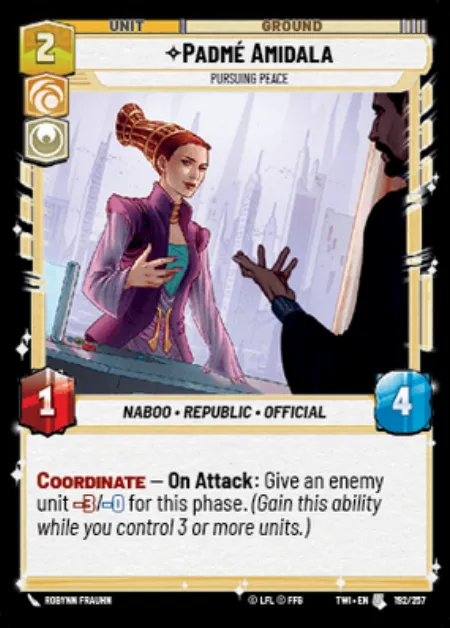 UNIT
GROUND
2
✧PADMÉ AMIDALA
PURSUING PEACE
1
NABOO • REPUBLIC • OFFICIAL
4
COORDINATE – On Attack: Give an enemy
unit -3/-0 for this phase. (Gain this ability
while you control 3 or more units.)
ROBYNN FRAUHN
© LFL © FFG
TWI • EN
192/257